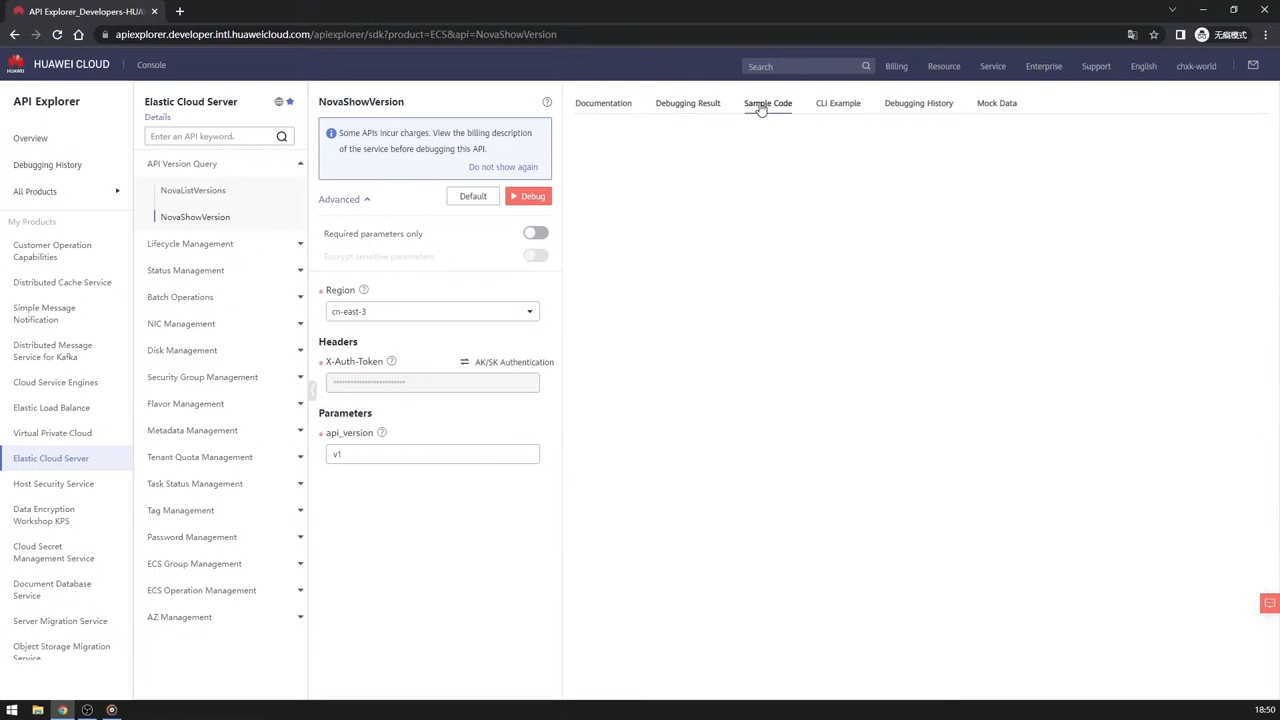 API Explorer_Developers-HUA
apiexplorer.developer.intl.huaweicloud.com/apiexplorer/sdk?product=ECS&api=NovaShowVersion
无痕模式
HUAWEI
HUAWEI CLOUD
Console
Search
Billing
Resource
Service
Enterprise
Support
English
chxk-world
API Explorer
Overview
Debugging History
All Products
My Products
Customer Operation
Capabilities
Distributed Cache Service
Simple Message
Notification
Distributed Message
Service for Kafka
Cloud Service Engines
Elastic Load Balance
Virtual Private Cloud
Elastic Cloud Server
Host Security Service
Data Encryption
Workshop KPS
Cloud Secret
Management Service
Document Database
Service
Server Migration Service
Object Storage Migration
Service
Elastic Cloud Server
Details
Enter an API keyword.
API Version Query
NovaListVersions
NovaShowVersion
Lifecycle Management
Status Management
Batch Operations
NIC Management
Disk Management
Security Group Management
Flavor Management
Metadata Management
Tenant Quota Management
Task Status Management
Tag Management
Password Management
ECS Group Management
ECS Operation Management
AZ Management
NovaShowVersion
Some APIs incur charges. View the billing description
of the service before debugging this API.
Do not show again
Advanced
Default
Debug
Required parameters only
Encrypt sensitive parameters
* Region
cn-east-3
Headers
* X-Auth-Token
AK/SK Authentication
************************
Parameters
* api_version
v1
Documentation
Debugging Result
Sample Code
CLI Example
Debugging History
Mock Data
18:50